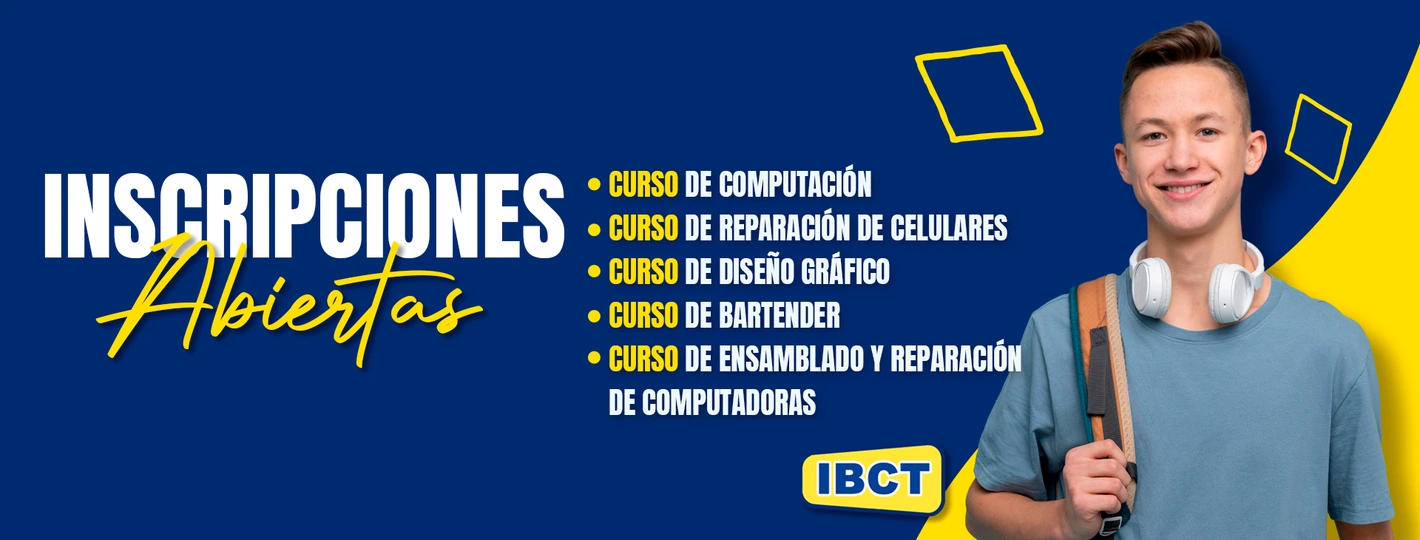 INSCRIPCIONES
Abiertas
• CURSO DE COMPUTACIÓN
• CURSO DE REPARACIÓN DE CELULARES
• CURSO DE DISEÑO GRÁFICO
• CURSO DE BARTENDER
• CURSO DE ENSAMBLADO Y REPARACIÓN
DE COMPUTADORAS
IBCT